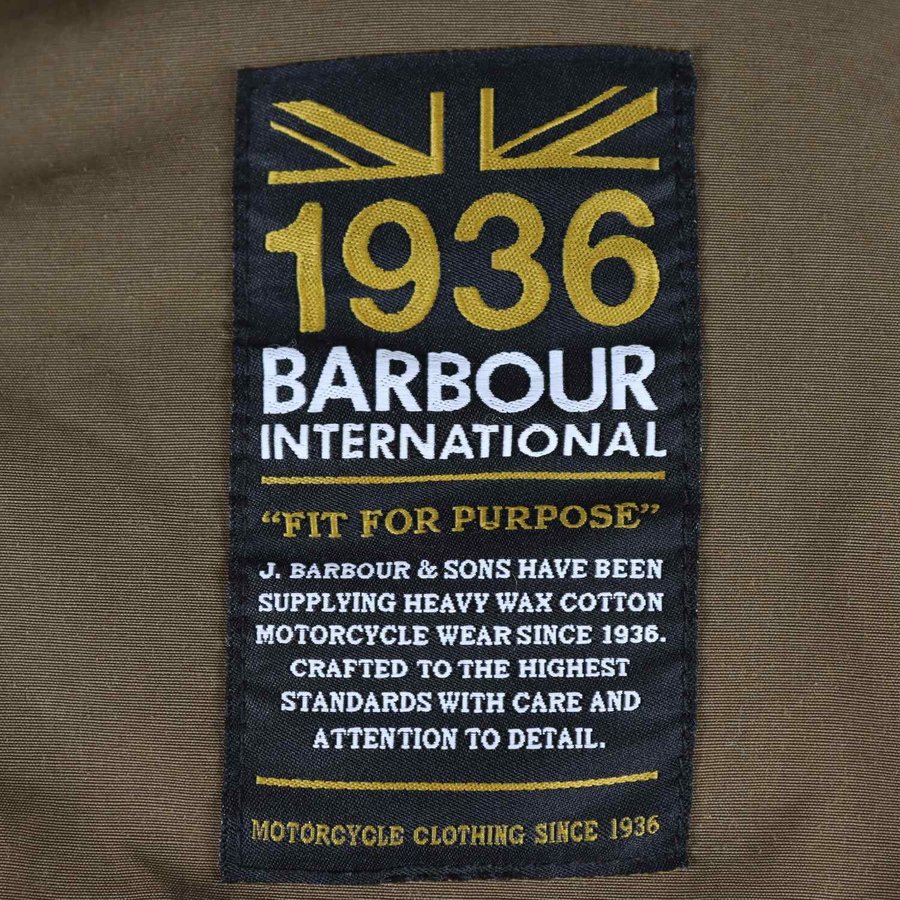 1936
BARBOUR
INTERNATIONAL
“FIT FOR PURPOSE”
J. BARBOUR & SONS HAVE BEEN
SUPPLYING HEAVY WAX COTTON
MOTORCYCLE WEAR SINCE 1936.
CRAFTED TO THE HIGHEST
STANDARDS WITH CARE AND
ATTENTION TO DETAIL.
MOTORCYCLE CLOTHING SINCE 1936